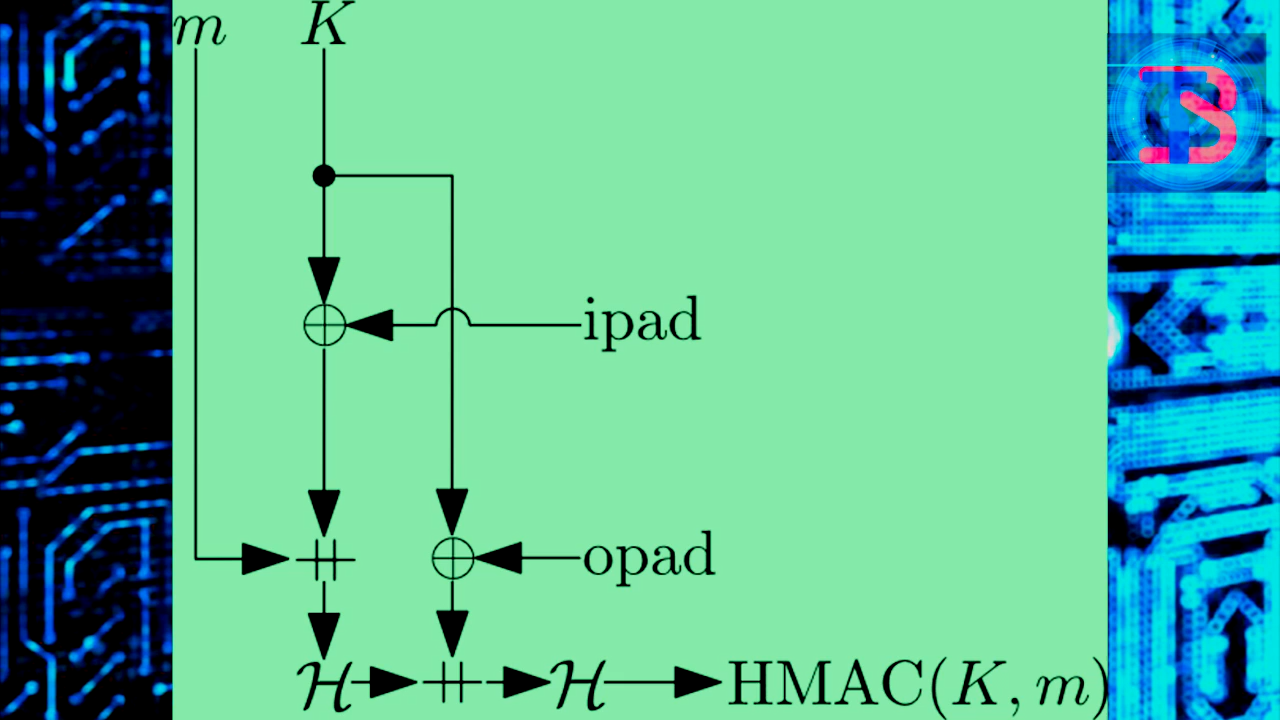 m K
ipad
opad
ℋ ⧺ ℋ HMAC(K, m)